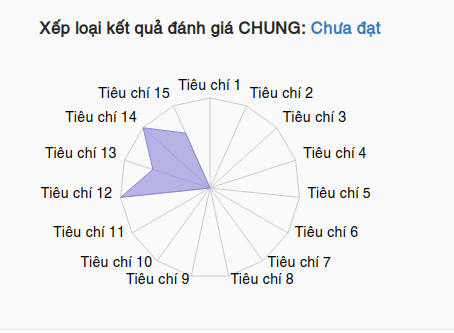 Xếp loại kết quả đánh giá CHUNG: Chưa đạt
Tiêu chí 1
Tiêu chí 2
Tiêu chí 3
Tiêu chí 4
Tiêu chí 5
Tiêu chí 6
Tiêu chí 7
Tiêu chí 8
Tiêu chí 9
Tiêu chí 10
Tiêu chí 11
Tiêu chí 12
Tiêu chí 13
Tiêu chí 14
Tiêu chí 15